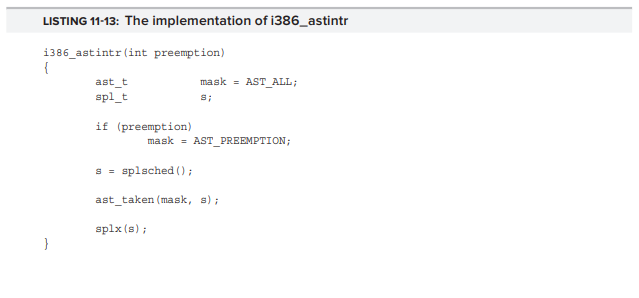 LISTING 11-13: The implementation of i386_astintr
i386_astintr(int preemption)
{
ast_t mask = AST_ALL;
spl_t s;
if (preemption)
mask = AST_PREEMPTION;
s = splsched();
ast_taken(mask, s);
splx(s);
}